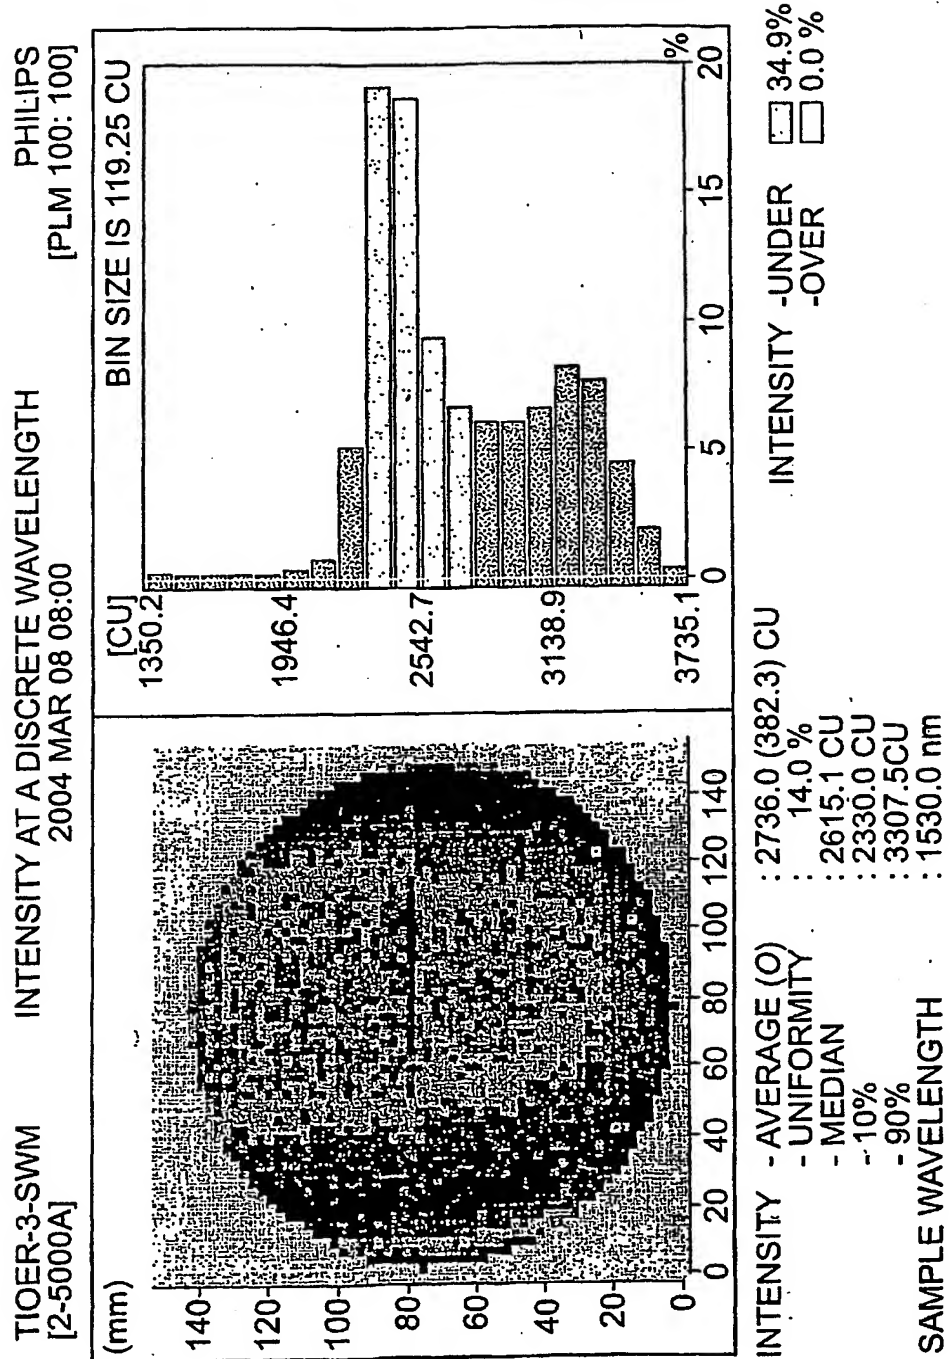 TIOER-3-SWM INTENSITY AT A DISCRETE WAVELENGTH PHILIPS
[2-5000A] 2004 MAR 08 08:00 [PLM 100: 100]
(mm)
140
120
100
80
60
40
20
0
0 20 40 60 80 100 120 140
[CU] BIN SIZE IS 119.25 CU
1350.2
1946.4
2542.7
3138.9
3735.1
0 5 10 15 20
%
INTENSITY - AVERAGE (O) : 2736.0 (382.3) CU
- UNIFORMITY : 14.0 %
- MEDIAN : 2615.1 CU
- 10% : 2330.0 CU
- 90% : 3307.5CU
SAMPLE WAVELENGTH : 1530.0 nm
INTENSITY -UNDER 34.9%
-OVER 0.0 %